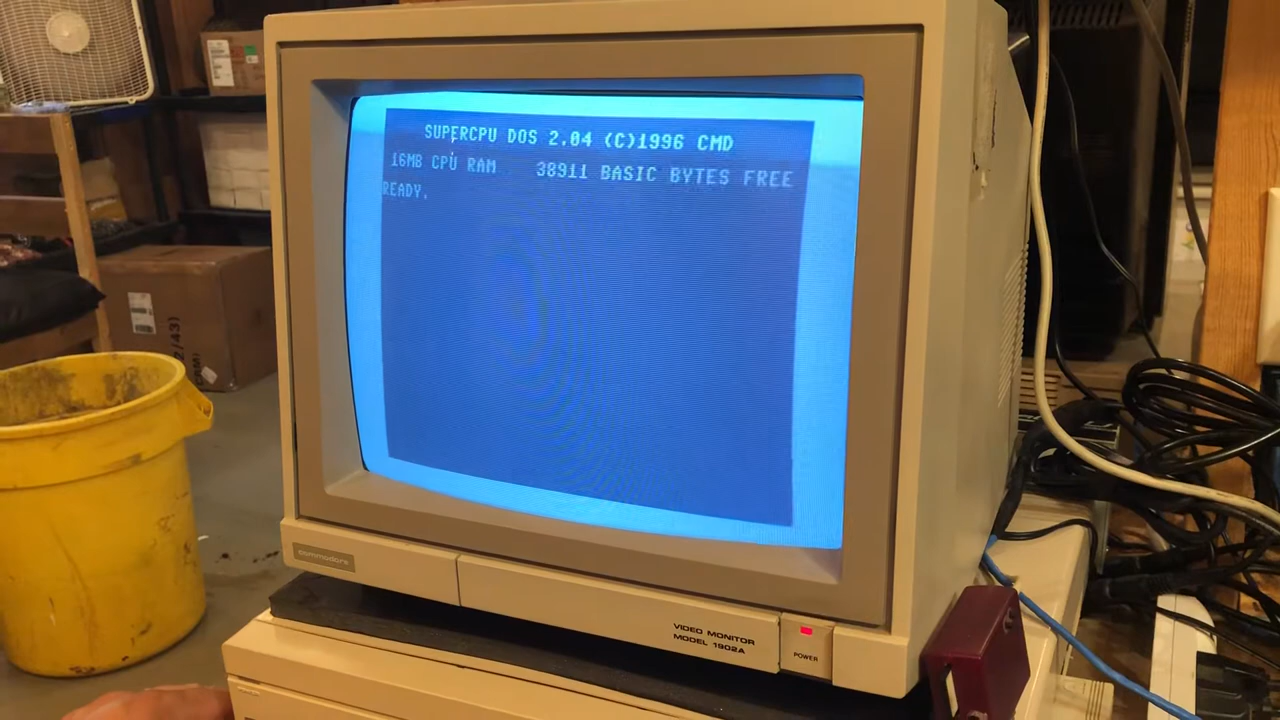 SUPERCPU DOS 2.04 (C)1996 CMD
16MB CPU RAM    38911 BASIC BYTES FREE
READY.
commodore
VIDEO MONITOR
MODEL 1902A
POWER